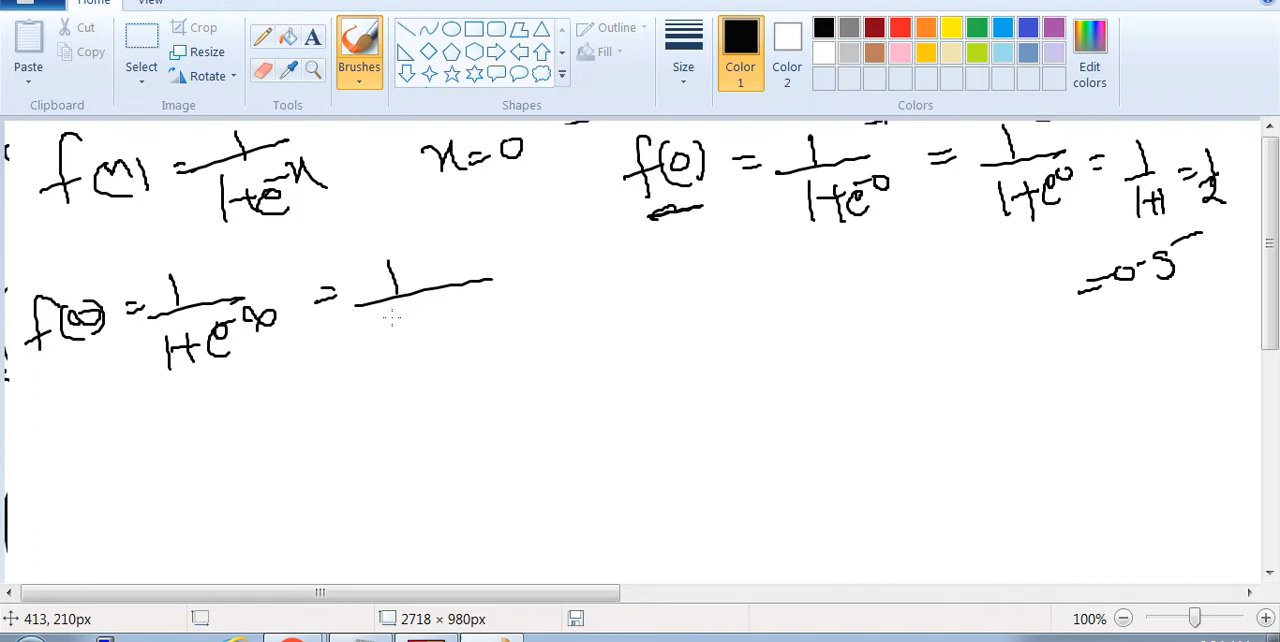 Home View
Cut
Copy
Paste
Clipboard
Select
Crop
Resize
Rotate
Image
A
Tools
Brushes
Outline
Fill
Shapes
Size
Color 1
Color 2
Edit colors
Colors
f(x) = 1/(1+e^-x) x=0 f(0) = 1/(1+e^-0) = 1/(1+e^0) = 1/(1+1) = 1/2
=0.5
f(∞) = 1/(1+e^-∞) = 1
413, 210px
2718 × 980px
100%